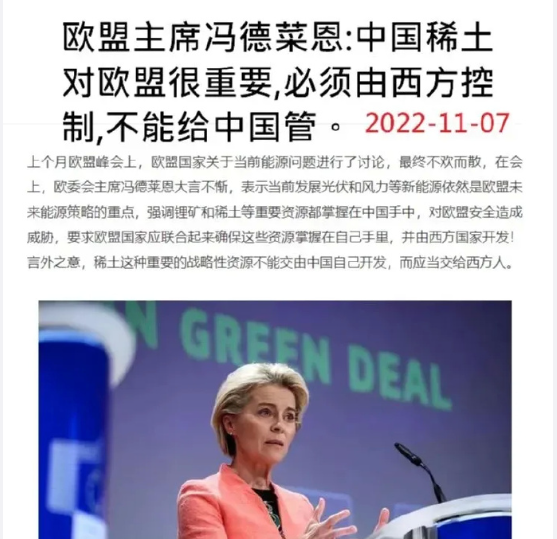 欧盟主席冯德莱恩:中国稀土
对欧盟很重要,必须由西方控
制,不能给中国管。 2022-11-07
上个月欧盟峰会上，欧盟国家关于当前能源问题进行了讨论，最终不欢而散，在会
上，欧委会主席冯德莱恩大言不惭，表示当前发展光伏和风力等新能源依然是欧盟未
来能源策略的重点，强调锂矿和稀土等重要资源都掌握在中国手中，对欧盟安全造成
威胁，要求欧盟国家应联合起来确保这些资源掌握在自己手里，并由西方国家开发！
言外之意，稀土这种重要的战略性资源不能交由中国自己开发，而应当交给西方人。
N GREEN DEAL